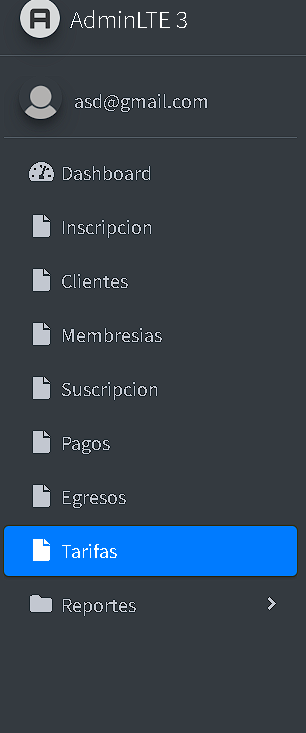 AdminLTE 3
asd@gmail.com
Dashboard
Inscripcion
Clientes
Membresias
Suscripcion
Pagos
Egresos
Tarifas
Reportes